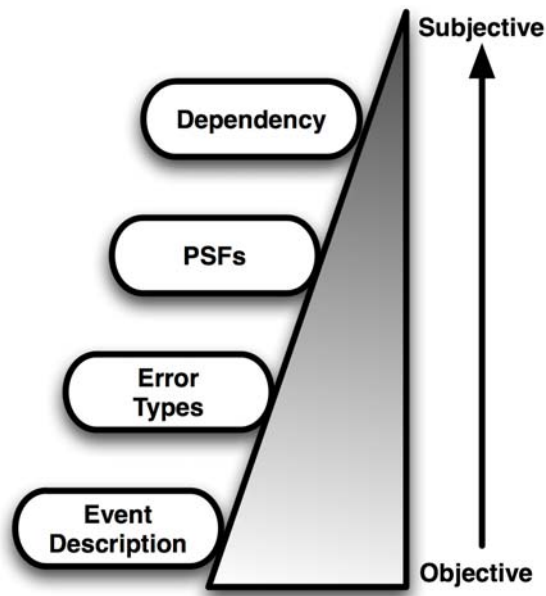 Subjective
Dependency
PSFs
Error
Types
Event
Description
Objective